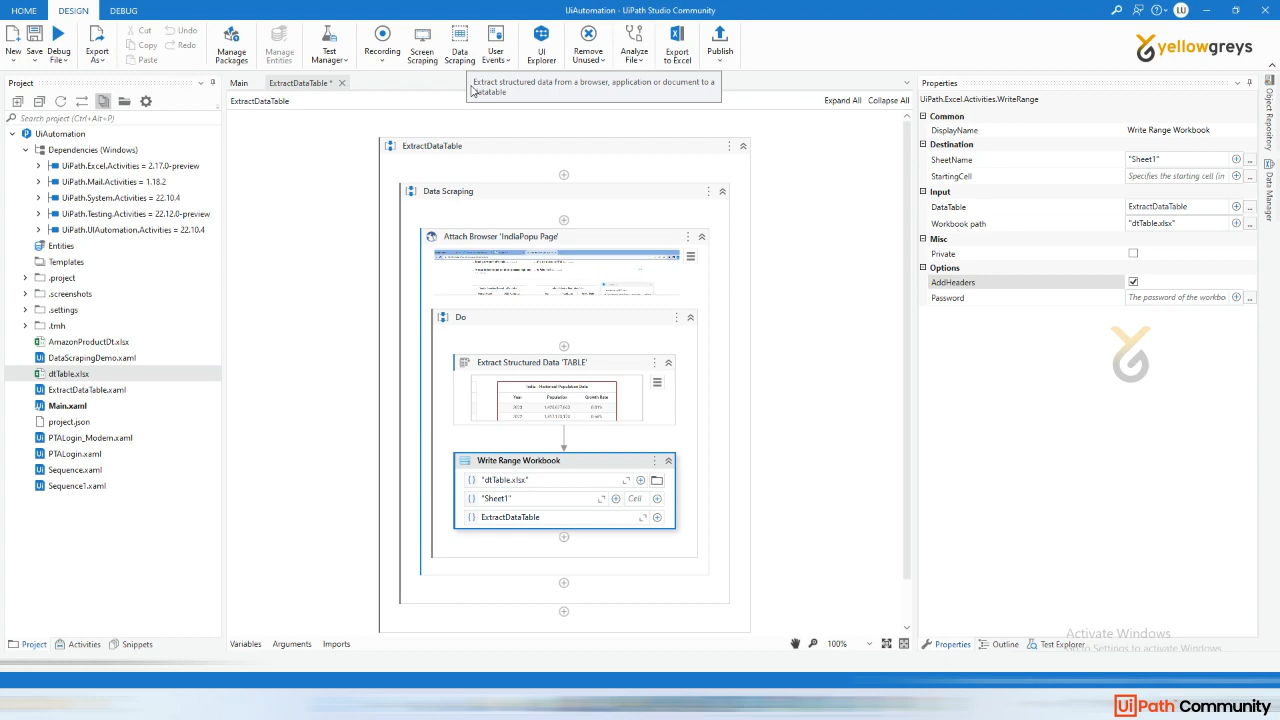 HOME
DESIGN
DEBUG
UiAutomation - UiPath Studio Community
LU
New
Save
Debug File
Export As
Cut
Copy
Paste
Undo
Redo
Manage Packages
Manage Entities
Test Manager
Recording
Screen Scraping
Data Scraping
User Events
UI Explorer
Remove Unused
Analyze File
Export to Excel
Publish
yellowgreys
Project
Main
ExtractDataTable *
Extract structured data from a browser, application or document to a
datatable
ExtractDataTable
Expand All
Collapse All
Search project (Ctrl+Alt+P)
UiAutomation
Dependencies (Windows)
UiPath.Excel.Activities = 2.17.0-preview
UiPath.Mail.Activities = 1.18.2
UiPath.System.Activities = 22.10.4
UiPath.Testing.Activities = 22.12.0-preview
UiPath.UIAutomation.Activities = 22.10.4
Entities
Templates
.project
.screenshots
.settings
.tmh
AmazonProductDt.xlsx
DataScrapingDemo.xaml
dtTable.xlsx
ExtractDataTable.xaml
Main.xaml
project.json
PTALogin_Modern.xaml
PTALogin.xaml
Sequence.xaml
Sequence1.xaml
Project
Activities
Snippets
ExtractDataTable
Data Scraping
Attach Browser 'IndiaPopu Page'
Do
Extract Structured Data 'TABLE'
India - Historical Population Data
Year
Population
Growth Rate
Write Range Workbook
"dtTable.xlsx"
"Sheet1"
Cell
ExtractDataTable
Variables
Arguments
Imports
100%
Properties
UiPath.Excel.Activities.WriteRange
Common
DisplayName
Write Range Workbook
Destination
SheetName
"Sheet1"
StartingCell
Specifies the starting cell (in
Input
DataTable
ExtractDataTable
Workbook path
"dtTable.xlsx"
Misc
Private
Options
AddHeaders
Password
The password of the workbo
Activate Windows
Go to Settings to activate Windows.
Properties
Outline
Test Explorer
Object Repository
Data Manager
UiPath Community